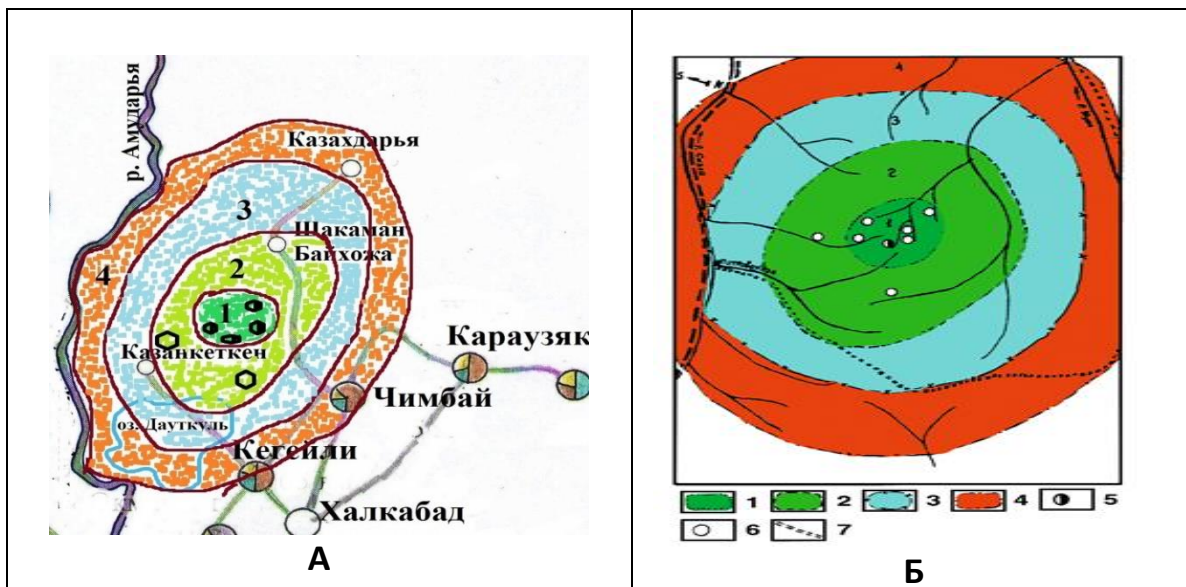 р. Амударья
Казахдарья
3
Шакаман
Байхожа
4
2
1
Казанкеткен
Караузяк
Чимбай
оз. Дауткуль
Кегейли
Халкабад
А
4
3
2
1
1 2 3 4 5
6 7
Б